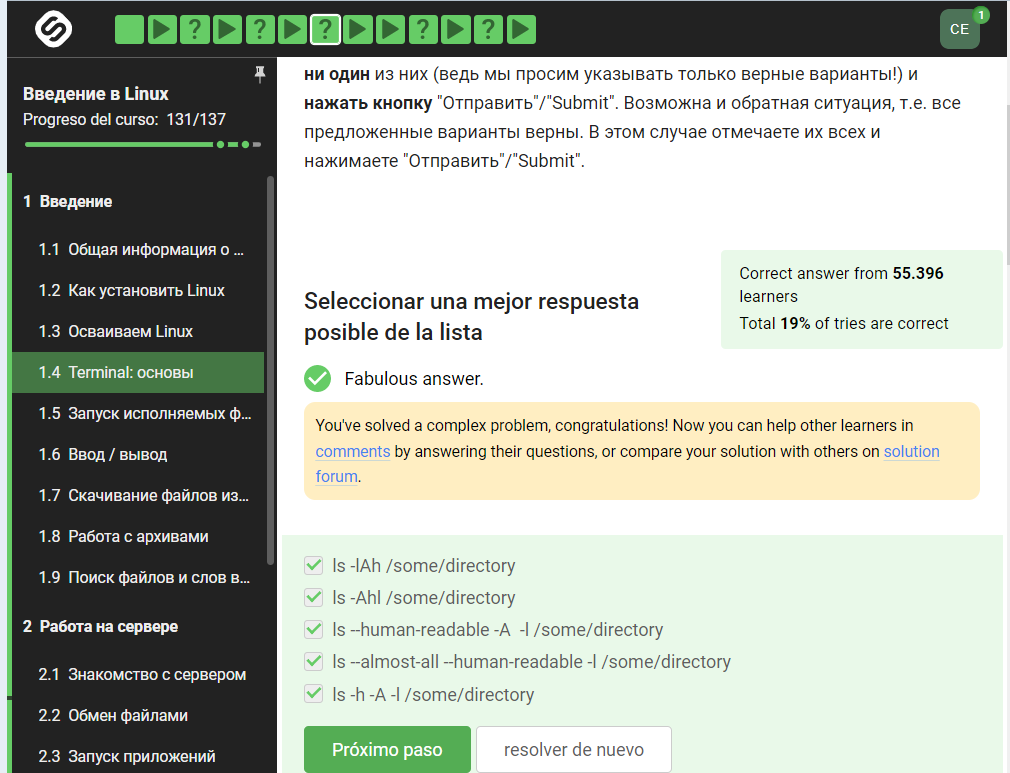 ? ? ? ? ?
CE
1
Введение в Linux
Progreso del curso: 131/137
1 Введение
1.1 Общая информация о ...
1.2 Как установить Linux
1.3 Осваиваем Linux
1.4 Terminal: основы
1.5 Запуск исполняемых ф...
1.6 Ввод / вывод
1.7 Скачивание файлов из...
1.8 Работа с архивами
1.9 Поиск файлов и слов в...
2 Работа на сервере
2.1 Знакомство с сервером
2.2 Обмен файлами
2.3 Запуск приложений
ни один из них (ведь мы просим указывать только верные варианты!) и
нажать кнопку "Отправить"/"Submit". Возможна и обратная ситуация, т.е. все
предложенные варианты верны. В этом случае отмечаете их всех и
нажимаете "Отправить"/"Submit".
Correct answer from 55.396
learners
Total 19% of tries are correct
Seleccionar una mejor respuesta
posible de la lista
Fabulous answer.
You've solved a complex problem, congratulations! Now you can help other learners in
comments by answering their questions, or compare your solution with others on solution
forum.
ls -lAh /some/directory
ls -Ahl /some/directory
ls --human-readable -A -l /some/directory
ls --almost-all --human-readable -l /some/directory
ls -h -A -l /some/directory
Próximo paso
resolver de nuevo